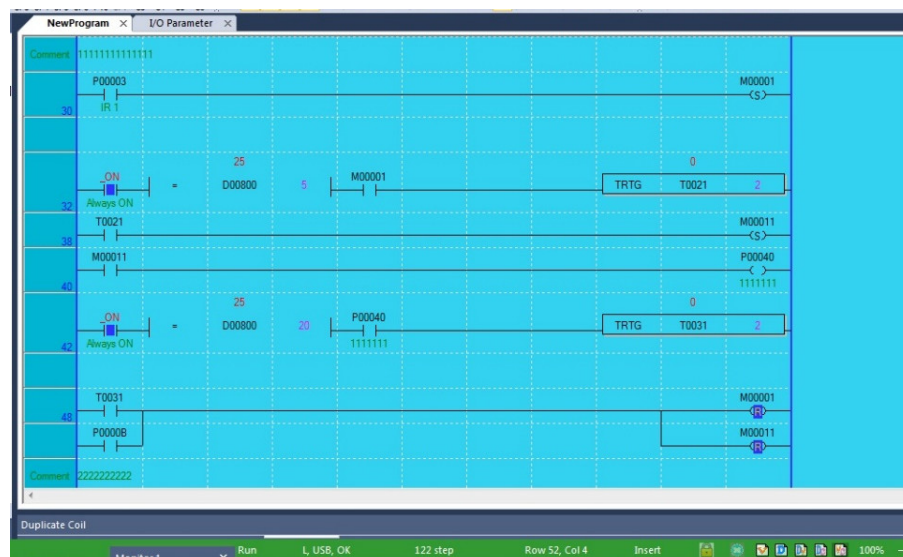 NewProgram × I/O Parameter ×
Comment 11111111111111
P00003 M00001
(S)
IR 1
30
25 0
_ON = D00800 5 M00001 TRTG T0021 2
Always ON
32
T0021 M00011
(S)
38
M00011 P00040
( )
1111111
40
25 0
_ON = D00800 20 P00040 TRTG T0031 2
Always ON 1111111
42
T0031 M00001
(R)
48
P0000B M00011
(R)
Comment 2222222222
Duplicate Coil
Run L, USB, OK 122 step Row 52, Col 4 Insert 100%